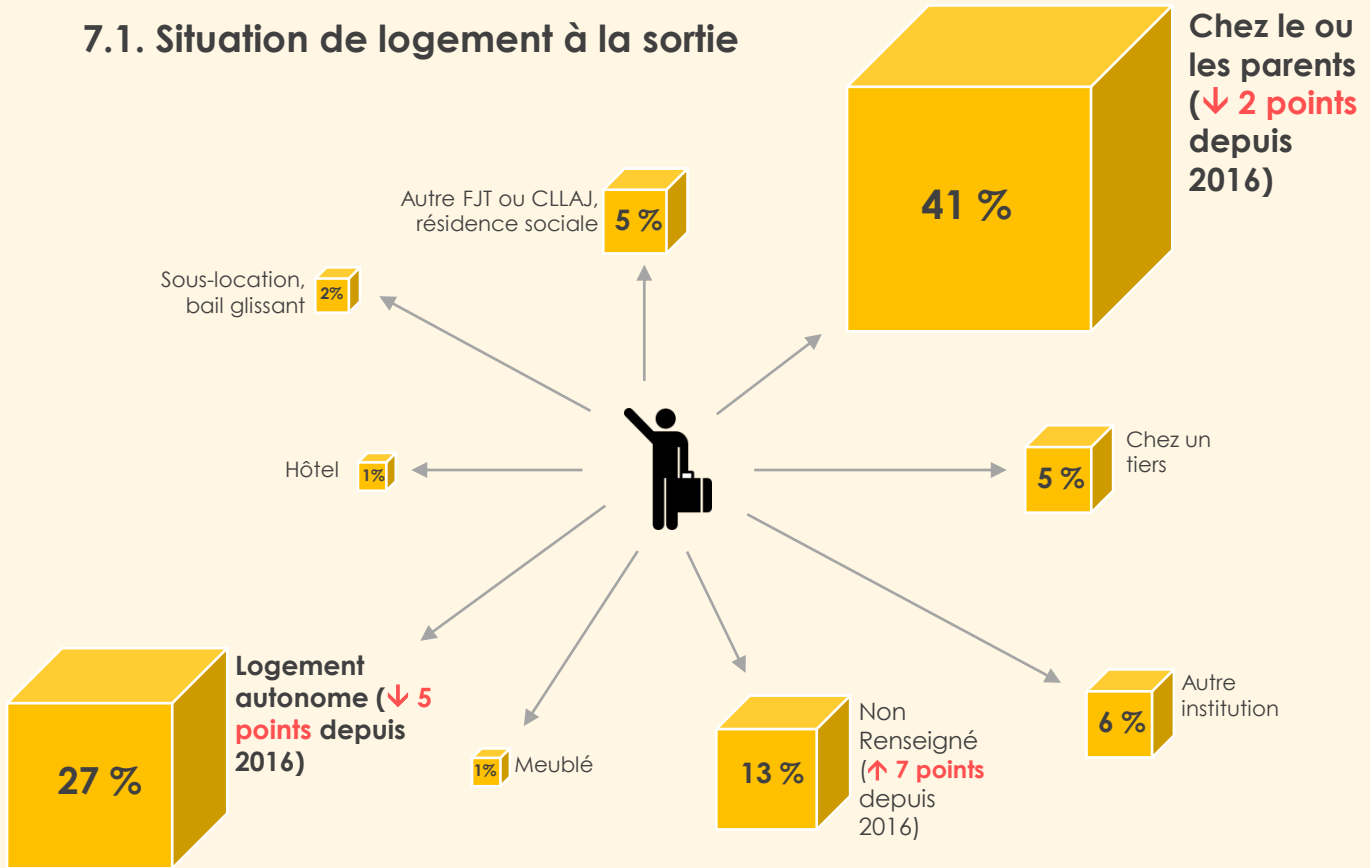 7.1. Situation de logement à la sortie
Chez le ou
les parents
(↓ 2 points
depuis
2016)
41 %
Autre FJT ou CLLAJ,
résidence sociale
5 %
Sous-location,
bail glissant
2%
Hôtel
1%
Chez un
tiers
5 %
Logement
autonome (↓ 5
points depuis
2016)
27 %
1%
Meublé
Non
Renseigné
(↑ 7 points
depuis
2016)
13 %
Autre
institution
6 %